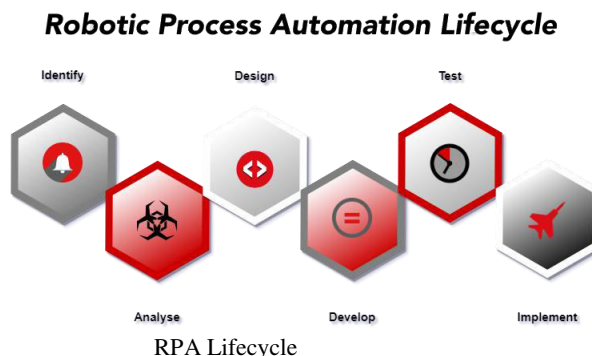 Robotic Process Automation Lifecycle
Identify
Design
Test
Analyse
Develop
Implement
RPA Lifecycle